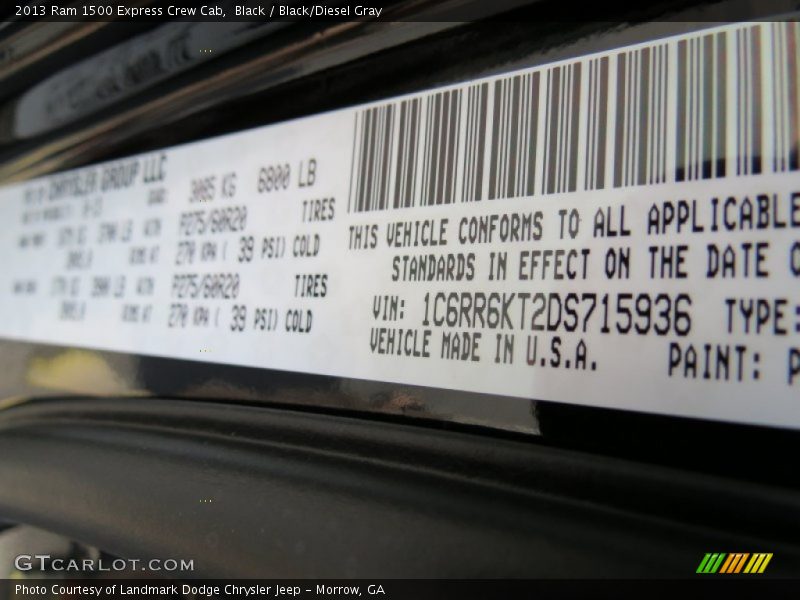 2013 Ram 1500 Express Crew Cab, Black / Black/Diesel Gray
CHRYSLER GROUP LLC
3085 KG 6800 LB
P275/60R20 TIRES
270 KPA ( 39 PSI) COLD
P275/60R20 TIRES
270 KPA ( 39 PSI) COLD
THIS VEHICLE CONFORMS TO ALL APPLICABLE
STANDARDS IN EFFECT ON THE DATE
VIN: 1C6RR6KT2DS715936 TYPE:
VEHICLE MADE IN U.S.A. PAINT: P
GTCARLOT.COM
Photo Courtesy of Landmark Dodge Chrysler Jeep - Morrow, GA